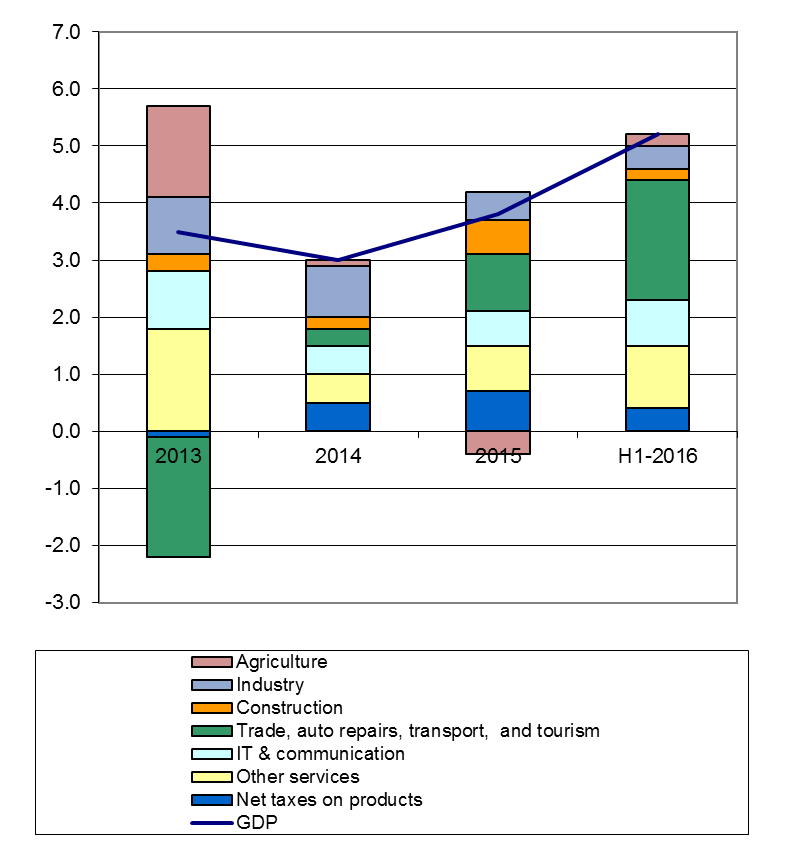 7.0
6.0
5.0
4.0
3.0
2.0
1.0
0.0
-1.0
-2.0
-3.0
2013 2014 2015 H1-2016
Agriculture
Industry
Construction
Trade, auto repairs, transport, and tourism
IT & communication
Other services
Net taxes on products
GDP